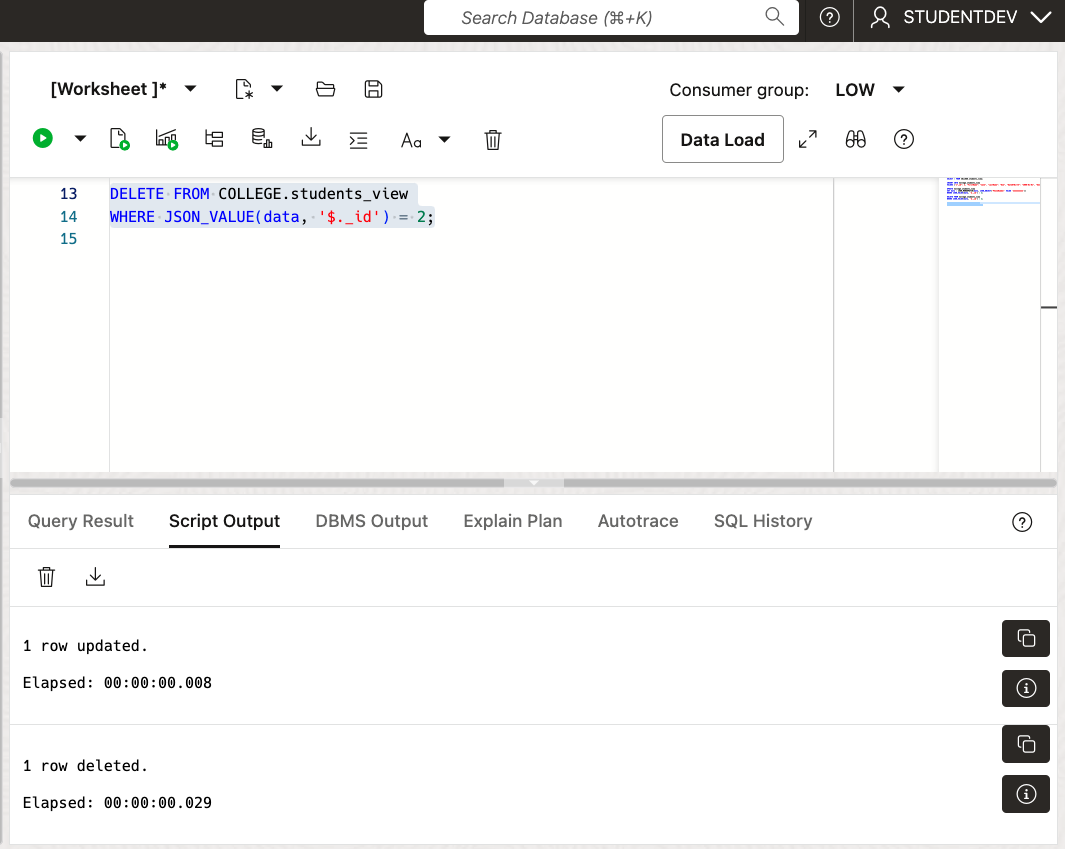 Search Database (⌘+K)
STUDENTDEV
[Worksheet ]*
Consumer group: LOW
Aa
Data Load
13 DELETE FROM COLLEGE.students_view
14 WHERE JSON_VALUE(data, '$._id') = 2;
15
Query Result Script Output DBMS Output Explain Plan Autotrace SQL History
1 row updated.
Elapsed: 00:00:00.008
1 row deleted.
Elapsed: 00:00:00.029